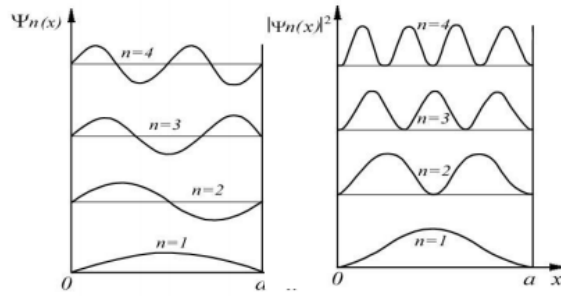 Ψn(x)
n=4
n=3
n=2
n=1
0
a
|Ψn(x)|²
n=4
n=3
n=2
n=1
0
a
x